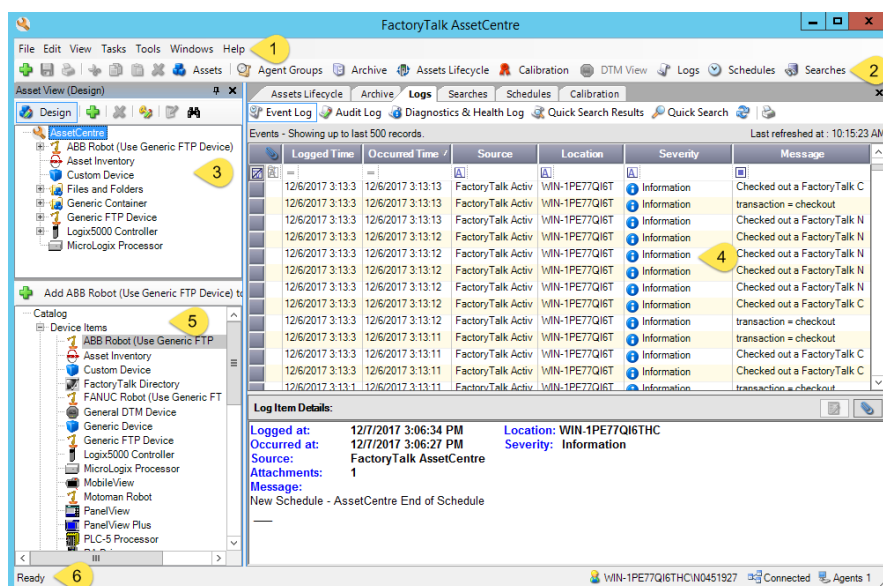 FactoryTalk AssetCentre
File Edit View Tasks Tools Windows Help
1
Assets Agent Groups Archive Assets Lifecycle Calibration DTM View Logs Schedules Searches
2
Asset View (Design)
Design
AssetCentre
ABB Robot (Use Generic FTP Device)
Asset Inventory
Custom Device
Files and Folders
Generic Container
Generic FTP Device
Logix5000 Controller
MicroLogix Processor
3
Assets Lifecycle Archive Logs Searches Schedules Calibration
Event Log Audit Log Diagnostics & Health Log Quick Search Results Quick Search
Events - Showing up to last 500 records. Last refreshed at : 10:15:23 AM
Logged Time Occurred Time / Source Location Severity Message
= = A A A
12/6/2017 3:13:3 12/6/2017 3:13:13 FactoryTalk Activ WIN-1PE77QI6T Information Checked out a FactoryTalk C
12/6/2017 3:13:3 12/6/2017 3:13:13 FactoryTalk Activ WIN-1PE77QI6T Information transaction = checkout
12/6/2017 3:13:3 12/6/2017 3:13:13 FactoryTalk Activ WIN-1PE77QI6T Information Checked out a FactoryTalk N
12/6/2017 3:13:3 12/6/2017 3:13:12 FactoryTalk Activ WIN-1PE77QI6T Information Checked out a FactoryTalk N
12/6/2017 3:13:3 12/6/2017 3:13:12 FactoryTalk Activ WIN-1PE77QI6T Information Checked out a FactoryTalk N
12/6/2017 3:13:3 12/6/2017 3:13:12 FactoryTalk Activ WIN-1PE77QI6T Information Checked out a FactoryTalk N
12/6/2017 3:13:3 12/6/2017 3:13:12 FactoryTalk Activ WIN-1PE77QI6T Information Checked out a FactoryTalk N
12/6/2017 3:13:3 12/6/2017 3:13:12 FactoryTalk Activ WIN-1PE77QI6T Information Checked out a FactoryTalk C
12/6/2017 3:13:3 12/6/2017 3:13:12 FactoryTalk Activ WIN-1PE77QI6T Information transaction = checkout
12/6/2017 3:13:3 12/6/2017 3:13:11 FactoryTalk Activ WIN-1PE77QI6T Information transaction = checkout
12/6/2017 3:13:3 12/6/2017 3:13:11 FactoryTalk Activ WIN-1PE77QI6T Information Checked out a FactoryTalk C
12/6/2017 3:13:3 12/6/2017 3:13:11 FactoryTalk Activ WIN-1PE77QI6T Information Checked out a FactoryTalk C
12/6/2017 3:13:1 12/6/2017 3:13:11 FactoryTalk Activ WIN-1PE77QI6T Information transaction = checkout
4
Add ABB Robot (Use Generic FTP Device) to
Catalog
5
Device Items
ABB Robot (Use Generic FTP
Asset Inventory
Custom Device
FactoryTalk Directory
FANUC Robot (Use Generic FT
General DTM Device
Generic Device
Generic FTP Device
Logix5000 Controller
MicroLogix Processor
MobileView
Motoman Robot
PanelView
PanelView Plus
PLC-5 Processor
Log Item Details:
Logged at: 12/7/2017 3:06:34 PM Location: WIN-1PE77QI6THC
Occurred at: 12/7/2017 3:06:27 PM Severity: Information
Source: FactoryTalk AssetCentre
Attachments: 1
Message:
New Schedule - AssetCentre End of Schedule
Ready
6
WIN-1PE77QI6THC\N0451927 Connected Agents 1